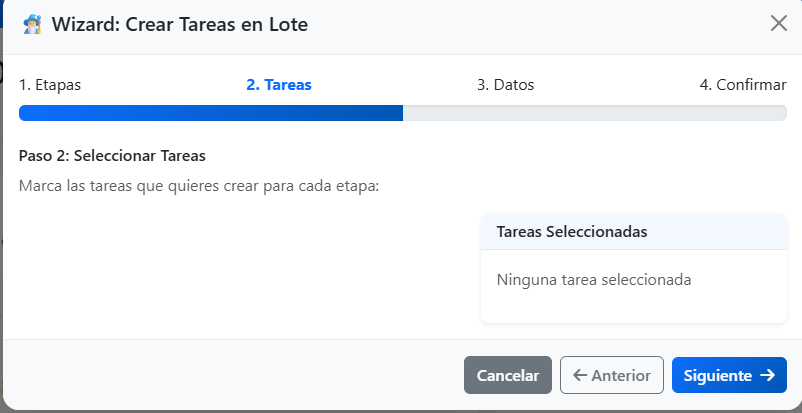 Wizard: Crear Tareas en Lote
1. Etapas
2. Tareas
3. Datos
4. Confirmar
Paso 2: Seleccionar Tareas
Marca las tareas que quieres crear para cada etapa:
Tareas Seleccionadas
Ninguna tarea seleccionada
Cancelar
Anterior
Siguiente